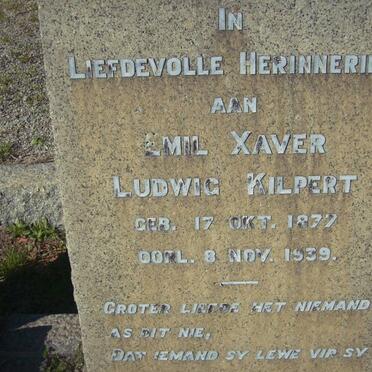 IN
LIEFDEVOLLE HERINNERI
AAN
EMIL XAVER
LUDWIG KILPERT
GEB. 17 OKT. 1877
OORL. 8 NOV. 1939.
GROTER LIEFDE HET NIEMAND
AS DIT NIE,
DAT IEMAND SY LEWE VIR SY